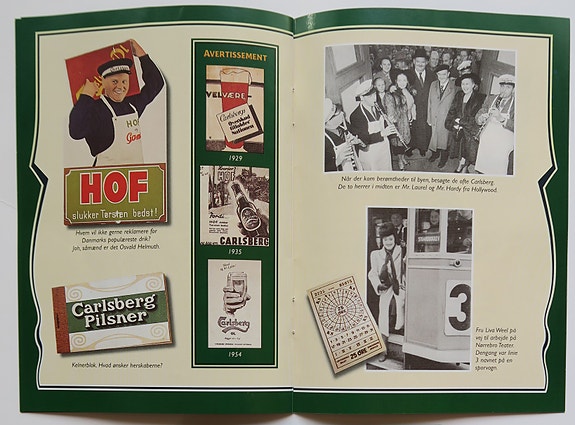 HOF
slukker Tørsten bedst!
Hvem vil ikke gerne reklamere for
Danmarks populæreste drik?
Joh, såmænd er det Osvald Helmuth.
Carlsberg
Pilsner
Keinerblok. Hvad ønsker herskaberne?
AVERTISSEMENT
VELVÆRE
Carlsberg
1929
HOF
CARLSBERG
1935
Carlsberg
1954
Når der kom berømtheder til byen, besøgte de ofte Carlsberg.
De to herrer i midten er Mr. Laurel og Mr. Hardy fra Hollywood.
25 ØRE
3
Fru Liva Weel på
vej til arbejde på
Nørrebro Teater.
Dengang var linie
3 navnet på en
sporvogn.